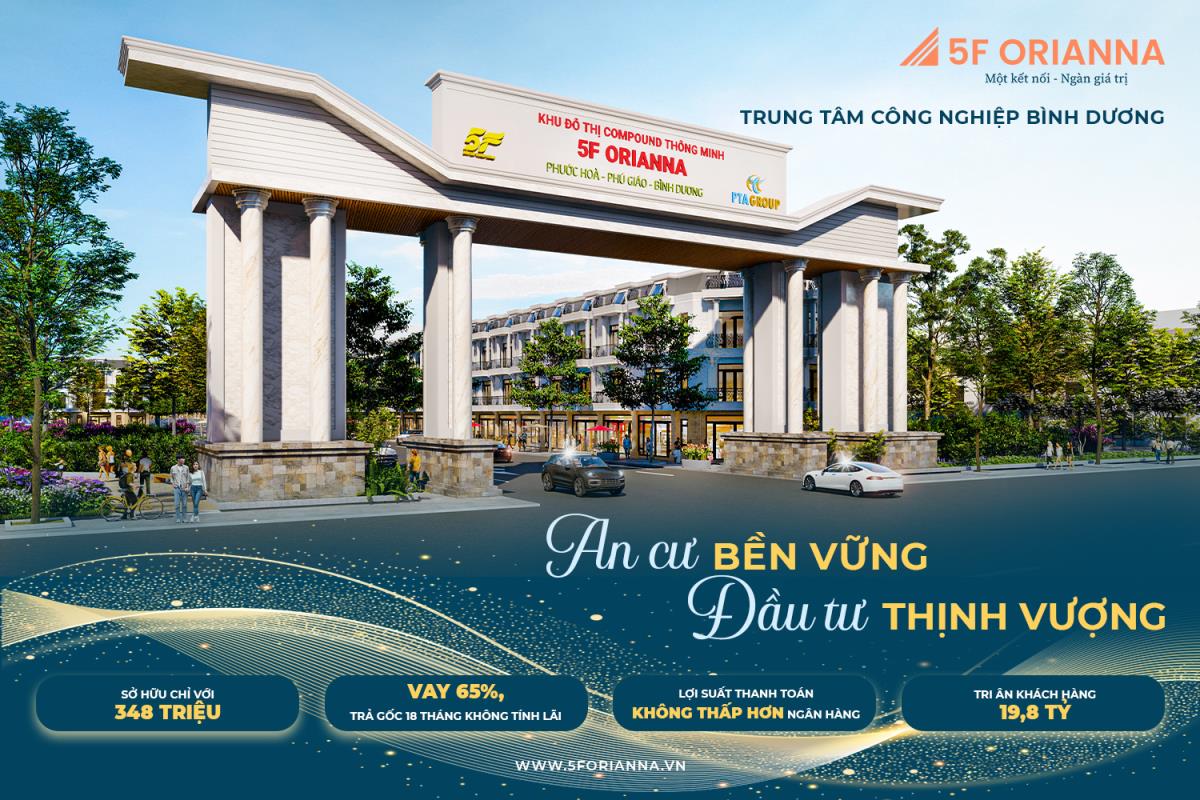 5F ORIANNA
Một kết nối - Ngàn giá trị
TRUNG TÂM CÔNG NGHIỆP BÌNH DƯƠNG
KHU ĐÔ THỊ COMPOUND THÔNG MINH
5F
5F ORIANNA
PHƯỚC HOÀ - PHÚ GIÁO - BÌNH DƯƠNG
PTAGROUP
An cư BỀN VỮNG
Đầu tư THỊNH VƯỢNG
SỞ HỮU CHỈ VỚI
348 TRIỆU
VAY 65%,
TRẢ GỐC 18 THÁNG KHÔNG TÍNH LÃI
LỢI SUẤT THANH TOÁN
KHÔNG THẤP HƠN NGÂN HÀNG
TRI ÂN KHÁCH HÀNG
19,8 TỶ
WWW.5FORIANNA.VN